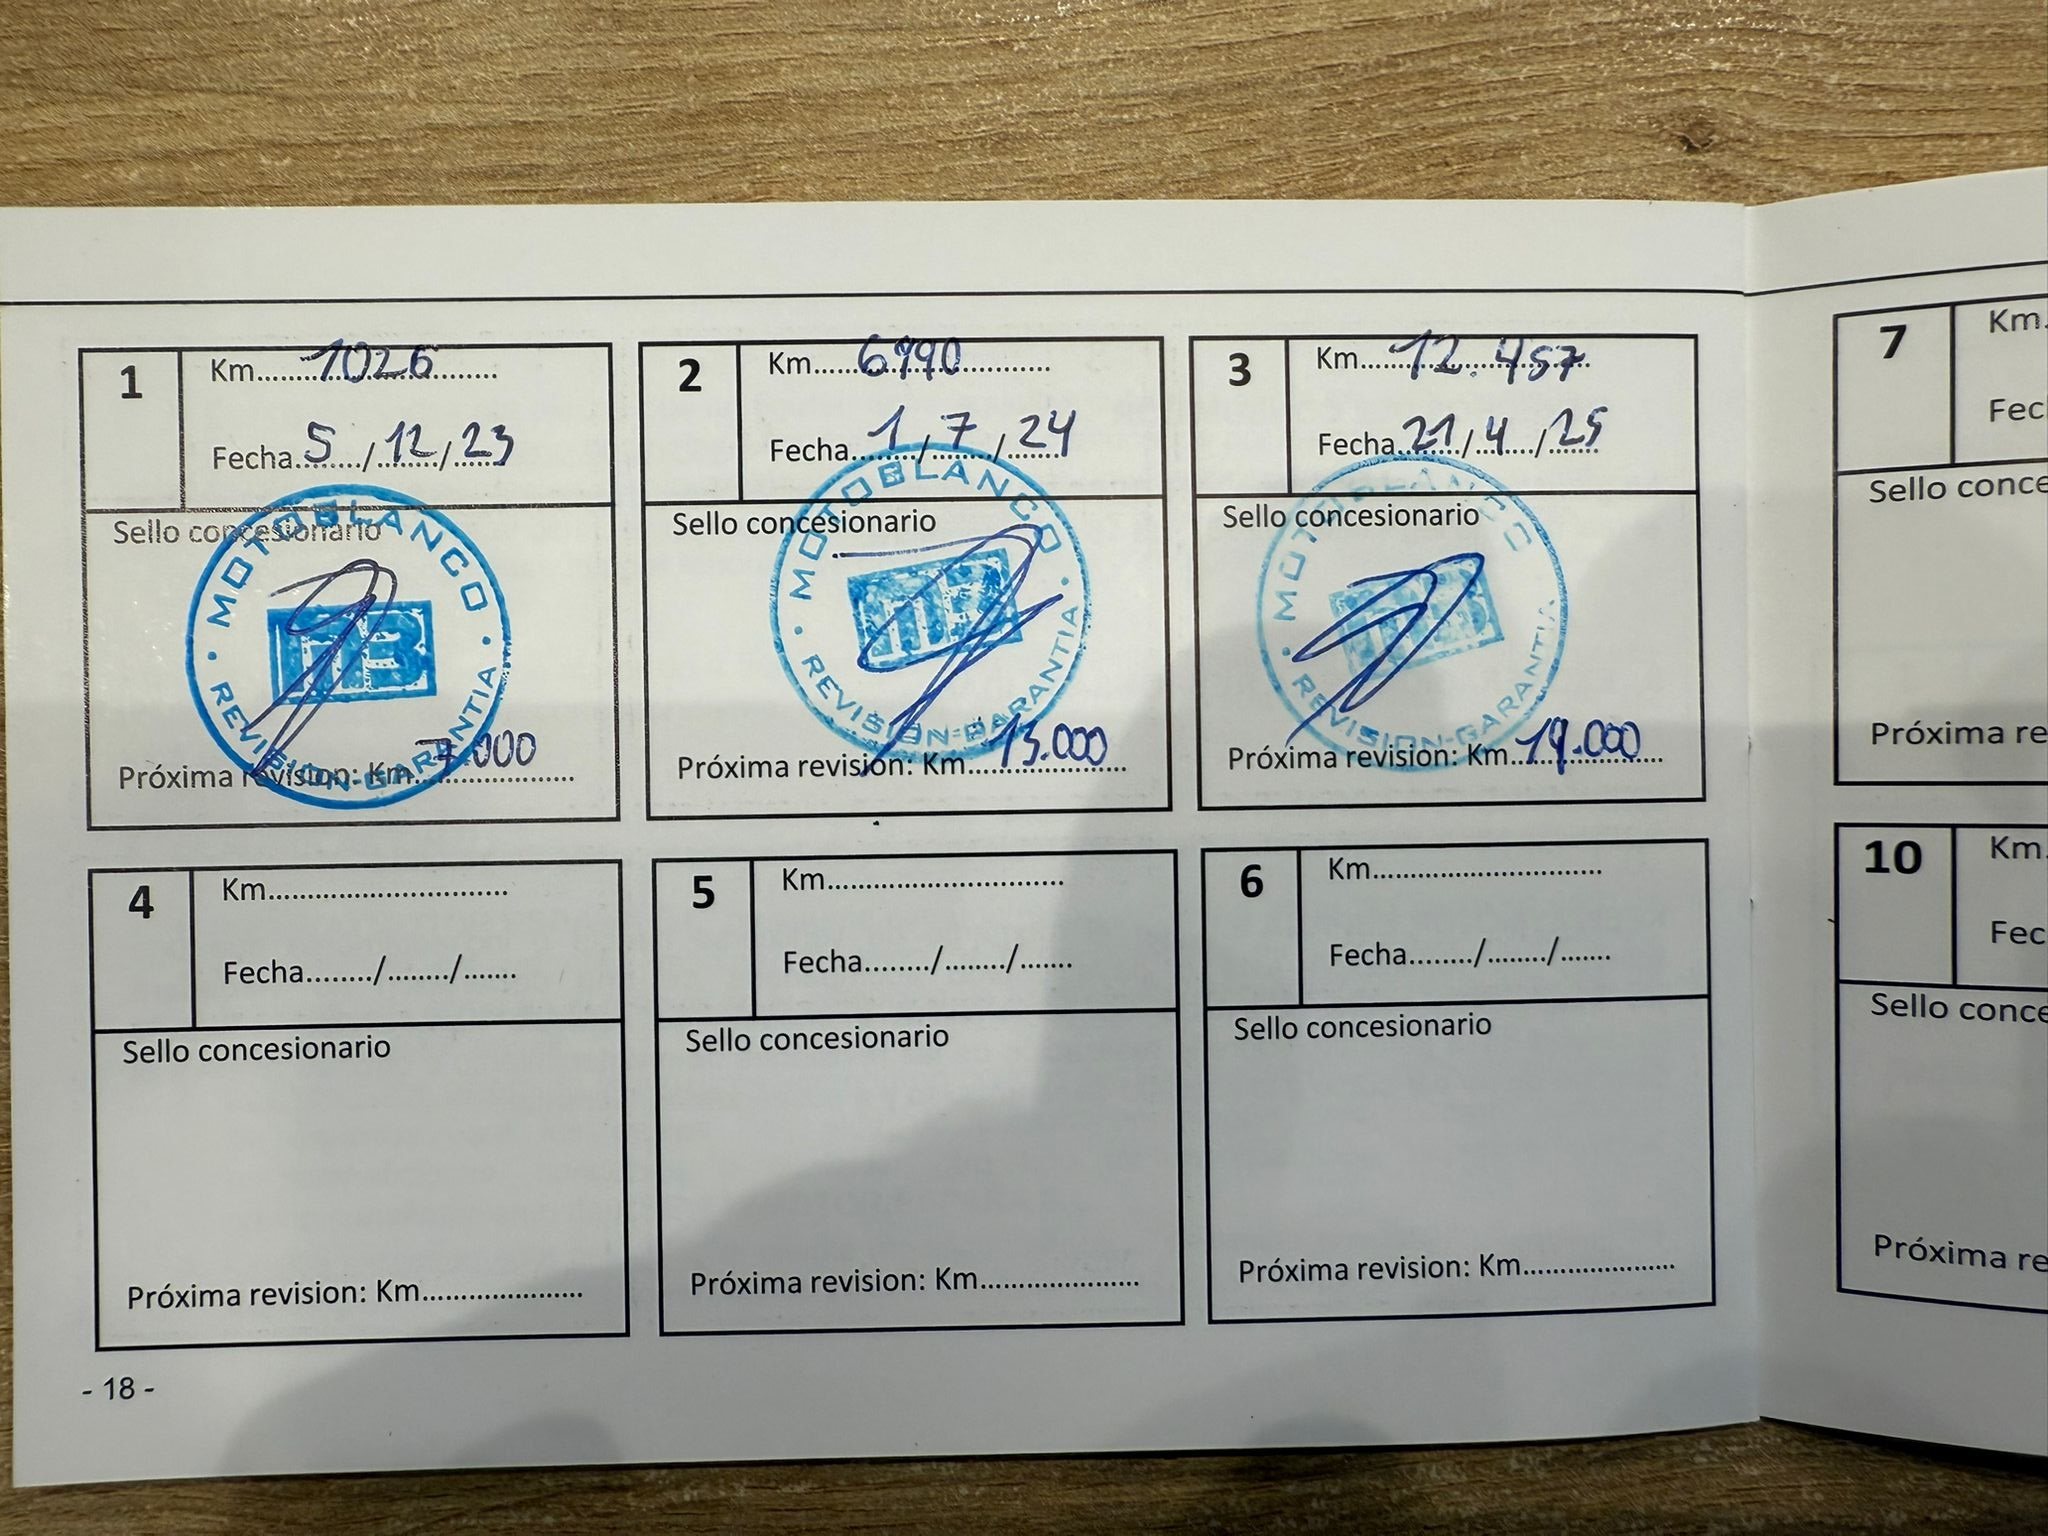 1
Km. 1026
Fecha 5/12/23
Sello concesionario
MOTOBLANCO
REVISION-GARANTIA
Próxima revision: Km. 7.000
2
Km. 6990
Fecha 1/7/24
Sello concesionario
MOTOBLANCO
REVISION-GARANTIA
Próxima revision: Km. 13.000
3
Km. 12.457
Fecha 21/4/25
Sello concesionario
MOTOBLANCO
REVISION-GARANTIA
Próxima revision: Km. 19.000
7
Km.
Fec
Sello conce
Próxima re
4
Km.
Fecha......../......../.......
Sello concesionario
Próxima revision: Km.
5
Km.
Fecha......../......../.......
Sello concesionario
Próxima revision: Km.
6
Km.
Fecha......../......../.......
Sello concesionario
Próxima revision: Km.
10
Km.
Fec
Sello conce
Próxima re
- 18 -